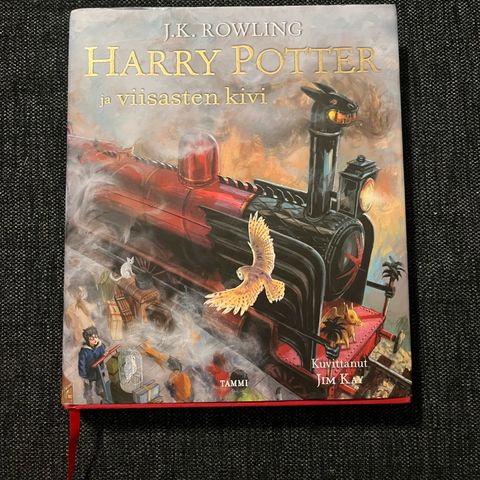 J.K. ROWLING
HARRY POTTER
ja viisasten kivi
Kuvittanut
JIM KAY
TAMMI